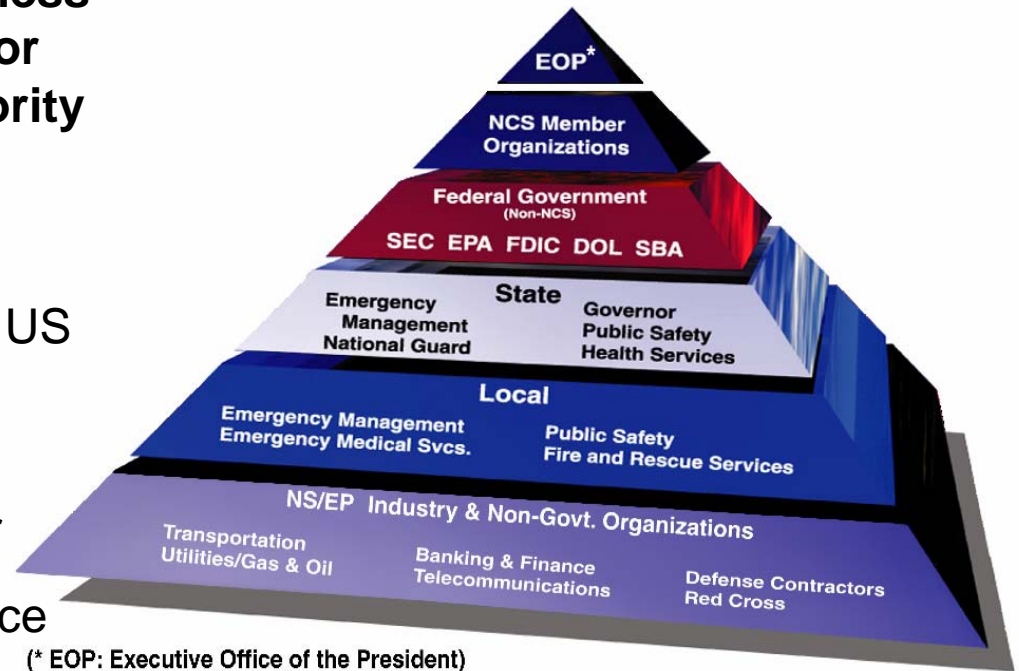 or
ority
US
EOP*
NCS Member
Organizations
Federal Government
(Non-NCS)
SEC EPA FDIC DOL SBA
State
Emergency
Management
National Guard
Governor
Public Safety
Health Services
Local
Emergency Management
Emergency Medical Svcs.
Public Safety
Fire and Rescue Services
NS/EP Industry & Non-Govt. Organizations
Transportation
Utilities/Gas & Oil
Banking & Finance
Telecommunications
Defense Contractors
Red Cross
ce
(* EOP: Executive Office of the President)